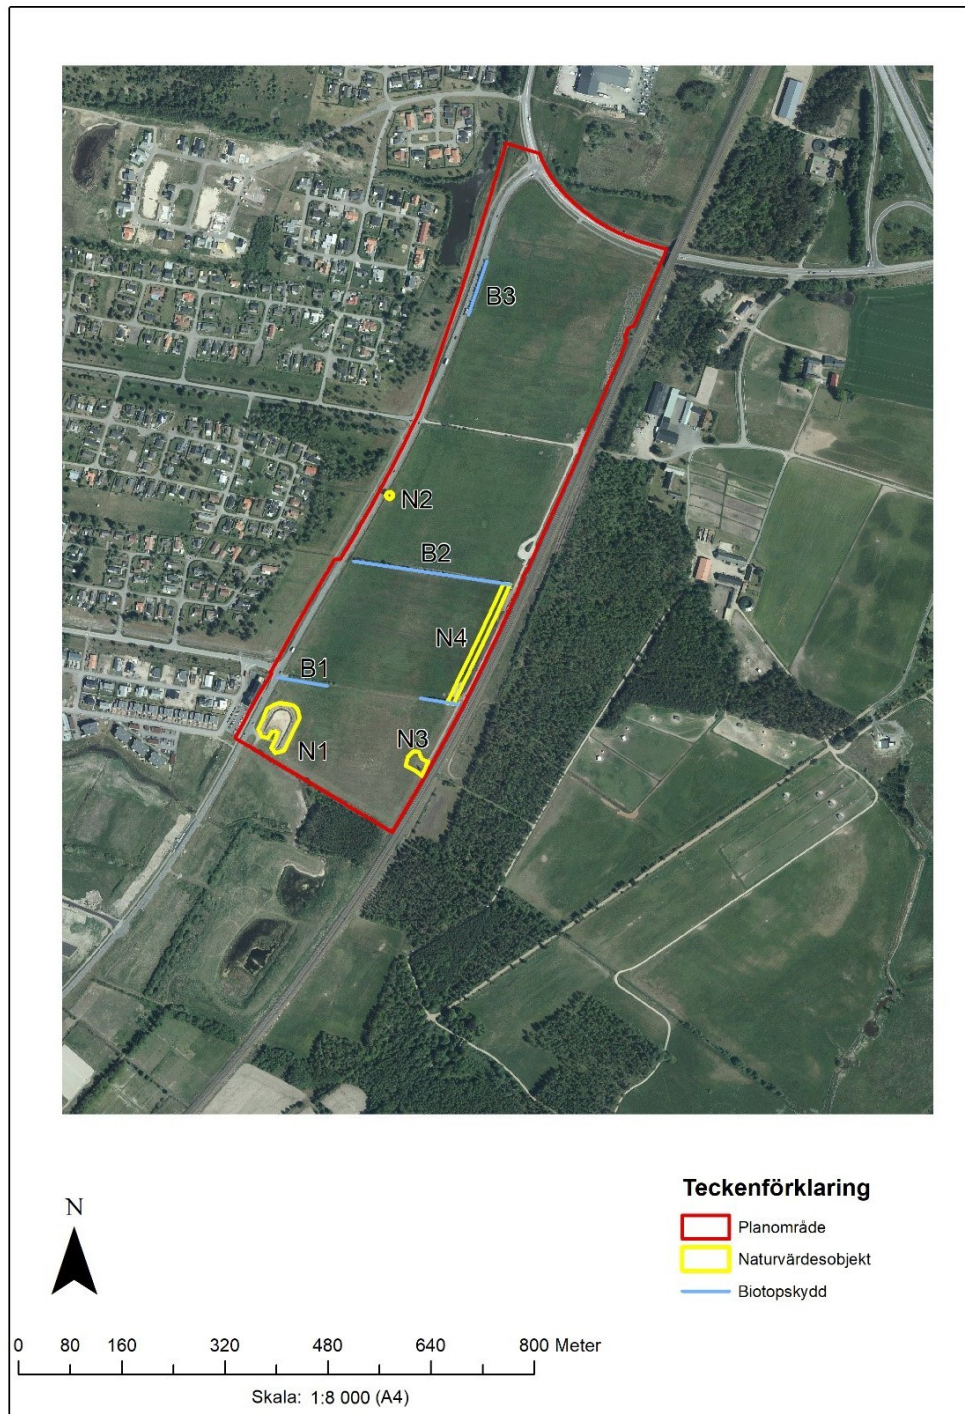 B3
N2
B2
N4
B1
N1
N3
N
Teckenförklaring
Planområde
Naturvärdesobjekt
Biotopskydd
0 80 160 320 480 640 800 Meter
Skala: 1:8 000 (A4)